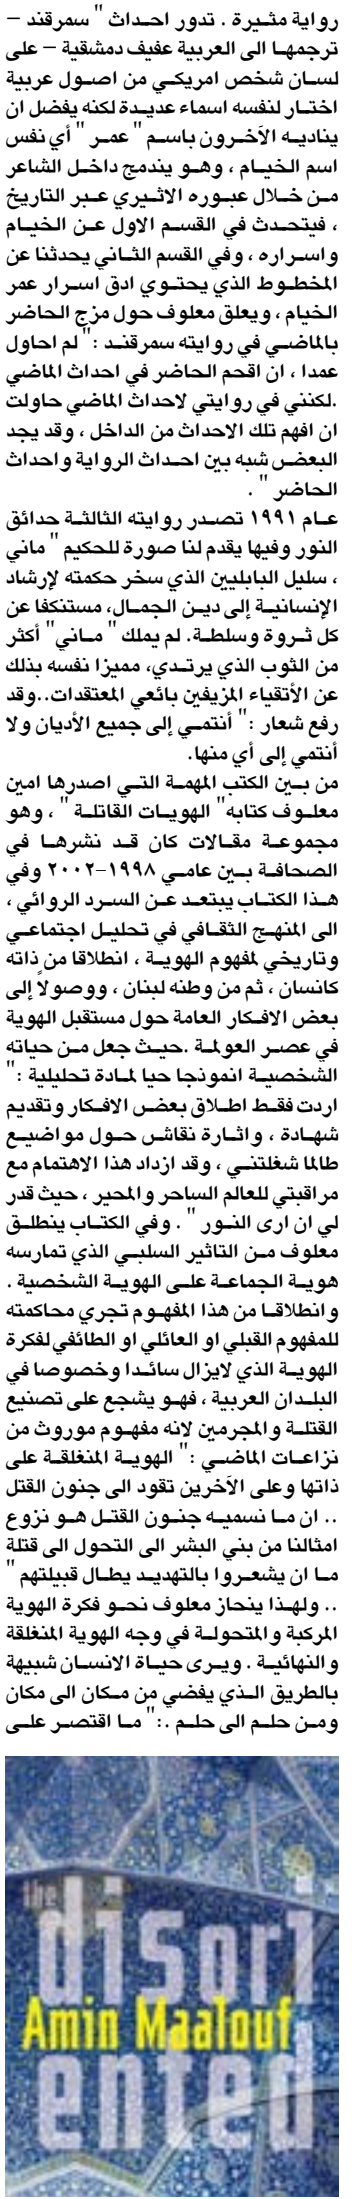 رواية مثيرة . تدور احداث " سمرقند –
ترجمها الى العربية عفيف دمشقية – على
لسان شخص امريكي من اصول عربية
اختار لنفسه اسماء عديدة لكنه يفضل ان
يناديه الآخرون باسم " عمر " أي نفس
اسم الخيام ، وهو يندمج داخل الشاعر
من خلال عبوره الاثيري عبر التاريخ
، فيتحدث في القسم الاول عن الخيام
واسراره ، وفي القسم الثاني يحدثنا عن
المخطوط الذي يحتوي ادق اسرار عمر
الخيام ، ويعلق معلوف حول مزج الحاضر
بالماضي في روايته سمرقند :" لم احاول
عمدا ، ان اقحم الحاضر في احداث الماضي
.لكنني في روايتي لاحداث الماضي حاولت
ان افهم تلك الاحداث من الداخل ، وقد يجد
البعض شبه بين احداث الرواية واحداث
الحاضر " .
عام ١٩٩١ تصدر روايته الثالثة حدائق
النور وفيها يقدم لنا صورة للحكيم " ماني
، سليل البابليين الذي سخر حكمته لإرشاد
الإنسانية إلى دين الجمال، مستنكفا عن
كل ثروة وسلطة. لم يملك " ماني" أكثر
من الثوب الذي يرتدي، مميزا نفسه بذلك
عن الأتقياء المزيفين بائعي المعتقدات..وقد
رفع شعار :" أنتمي إلى جميع الأديان ولا
أنتمي إلى أي منها.
من بين الكتب المهمة التي اصدرها امين
معلوف كتابه" الهويات القاتلة " ، وهو
مجموعة مقالات كان قد نشرها في
الصحافة بين عامي ١٩٩٨-٢٠٠٢ وفي
هذا الكتاب يبتعد عن السرد الروائي ،
الى المنهج الثقافي في تحليل اجتماعي
وتاريخي لمفهوم الهوية ، انطلاقا من ذاته
كانسان ، ثم من وطنه لبنان ، ووصولاً إلى
بعض الافكار العامة حول مستقبل الهوية
في عصر العولمة .حيث جعل من حياته
الشخصية انموذجا حيا لمادة تحليلية :"
اردت فقط اطلاق بعض الافكار وتقديم
شهادة ، واثارة نقاش حول مواضيع
طالما شغلتني ، وقد ازداد هذا الاهتمام مع
مراقبتي للعالم الساحر والمحير ، حيث قدر
لي ان ارى النور " . وفي الكتاب ينطلق
معلوف من التاثير السلبي الذي تمارسه
هوية الجماعة على الهوية الشخصية .
وانطلاقا من هذا المفهوم تجري محاكمته
للمفهوم القبلي او العائلي او الطائفي لفكرة
الهوية الذي لايزال سائدا وخصوصا في
البلدان العربية ، فهو يشجع على تصنيع
القتلة والمجرمين لانه مفهوم موروث من
نزاعات الماضي :" الهوية المنغلقة على
ذاتها وعلى الآخرين تقود الى جنون القتل
.. ان ما نسميه جنون القتل هو نزوع
امثالنا من بني البشر الى التحول الى قتلة
ما ان يشعروا بالتهديد يطال قبيلتهم "
.. ولهذا ينحاز معلوف نحو فكرة الهوية
المركبة والمتحولة في وجه الهوية المنغلقة
والنهائية . ويرى حياة الانسان شبيهة
بالطريق الذي يفضي من مكان الى مكان
ومن حلم الى حلم .:" ما اقتصر على
the
disori
Amin Maalouf
ented